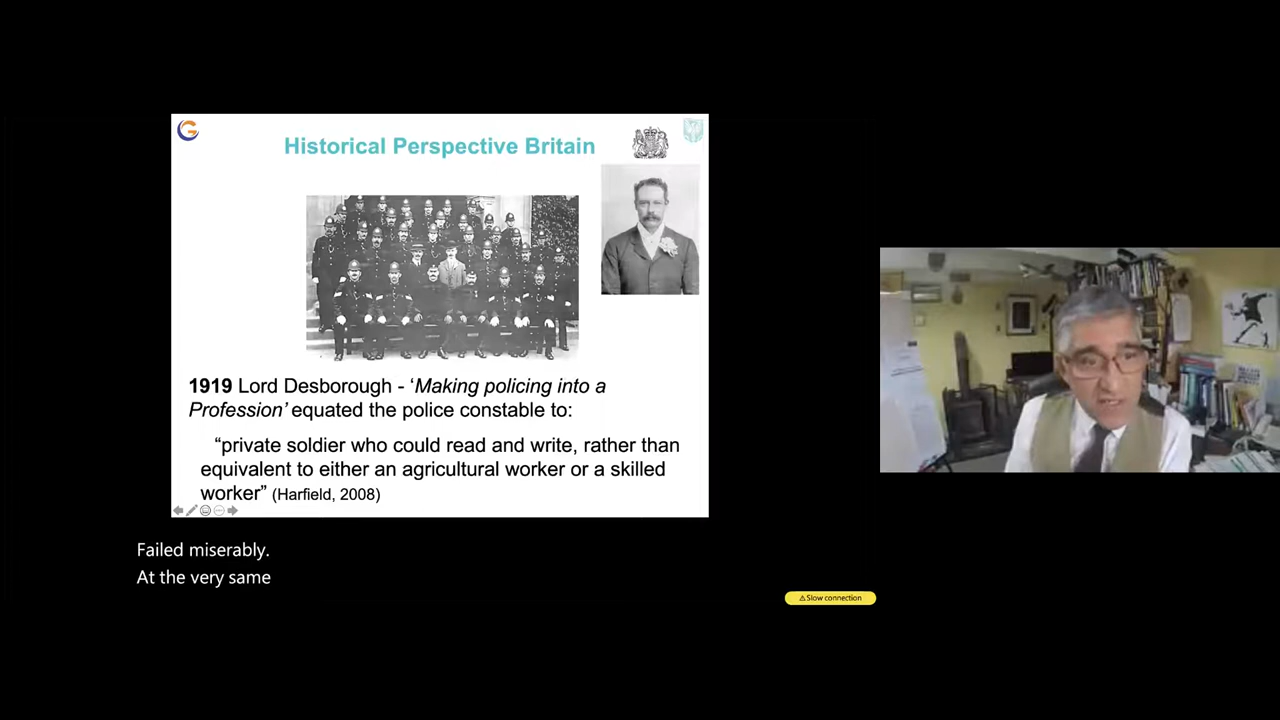 Historical Perspective Britain
1919 Lord Desborough - ‘Making policing into a
Profession’ equated the police constable to:
“private soldier who could read and write, rather than
equivalent to either an agricultural worker or a skilled
worker” (Harfield, 2008)
Failed miserably.
At the very same
⚠Slow connection